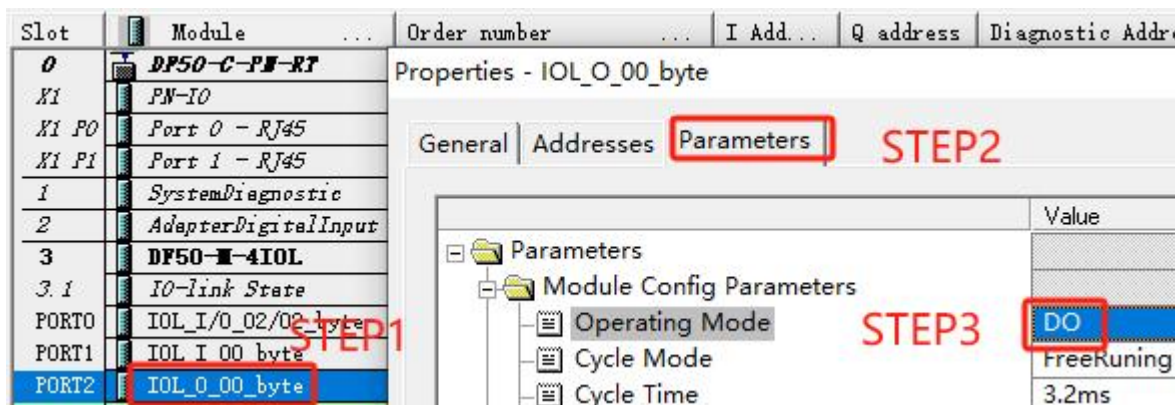 Slot Module ... Order number ... I Add... Q address Diagnostic Addre
0 DF50-C-PN-RT
Properties - IOL_O_00_byte
X1 PN-IO
X1 P0 Port 0 - RJ45
General Addresses Parameters STEP2
X1 P1 Port 1 - RJ45
1 SystemDiagnostic
2 AdapterDigitalInput
Value
3 DF50-M-4IOL
Parameters
3.1 IO-link State
Module Config Parameters
PORT0 IOL_I/O_02/02_byte
STEP1
Operating Mode STEP3 DO
PORT1 IOL_I_00_byte
Cycle Mode FreeRuning
PORT2 IOL_O_00_byte
Cycle Time 3.2ms